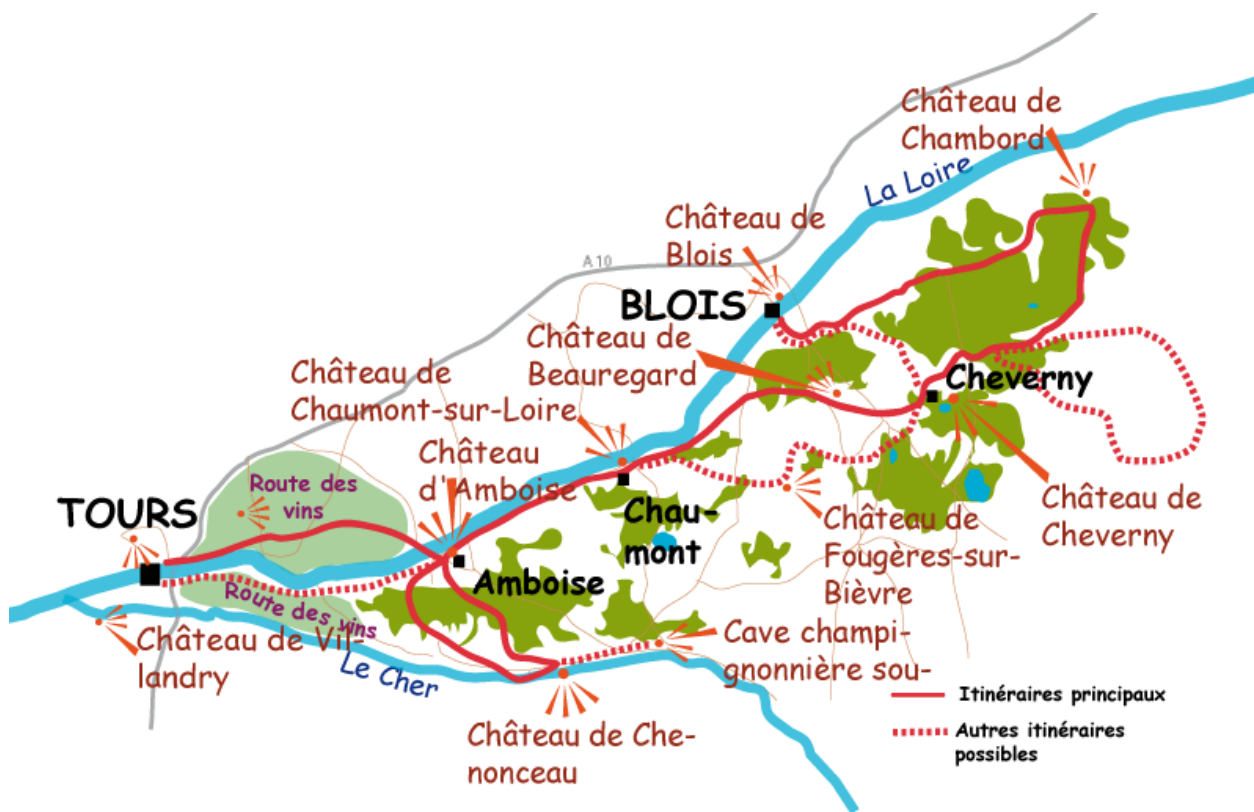 Château de
Chambord
La Loire
Château de
Blois
A 10
BLOIS
Château de
Beauregard
Cheverny
Château de
Chaumont-sur-Loire
Château
d'Amboise
Route des
vins
TOURS
Château de
Cheverny
Chau-
mont
Château de
Fougères-sur-
Bièvre
Amboise
Route des vins
Château de Vil-
landry
Le Cher
Cave champi-
gnonnière sou-
Château de Che-
nonceau
Itinéraires principaux
Autres itinéraires
possibles